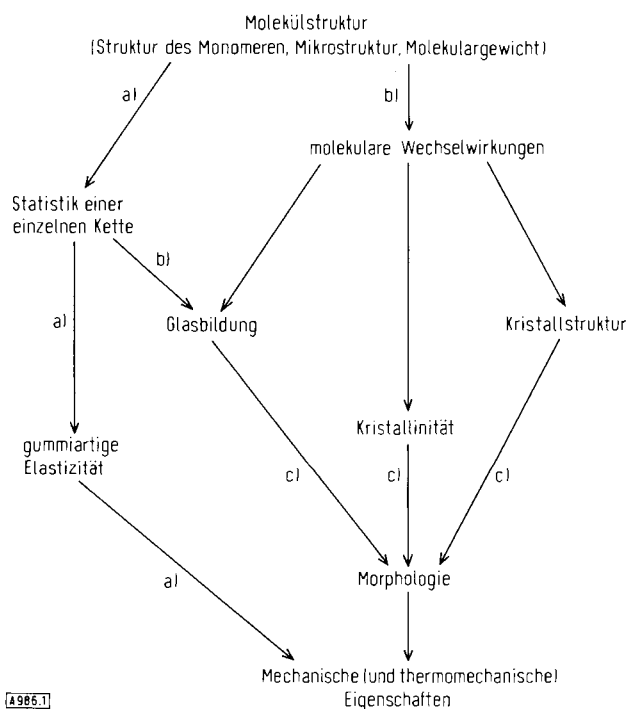 Molekülstruktur
(Struktur des Monomeren, Mikrostruktur, Molekulargewicht)
a)
b)
molekulare Wechselwirkungen
Statistik einer
einzelnen Kette
b)
a)
Glasbildung
Kristallstruktur
Kristallinität
gummiartige
Elastizität
c)
c)
c)
a)
Morphologie
Mechanische (und thermomechanische)
Eigenschaften
A986.1